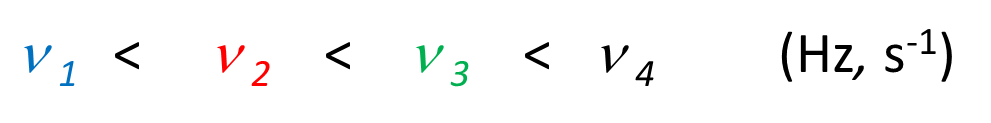 ν₁ < ν₂ < ν₃ < ν₄ (Hz, s⁻¹)